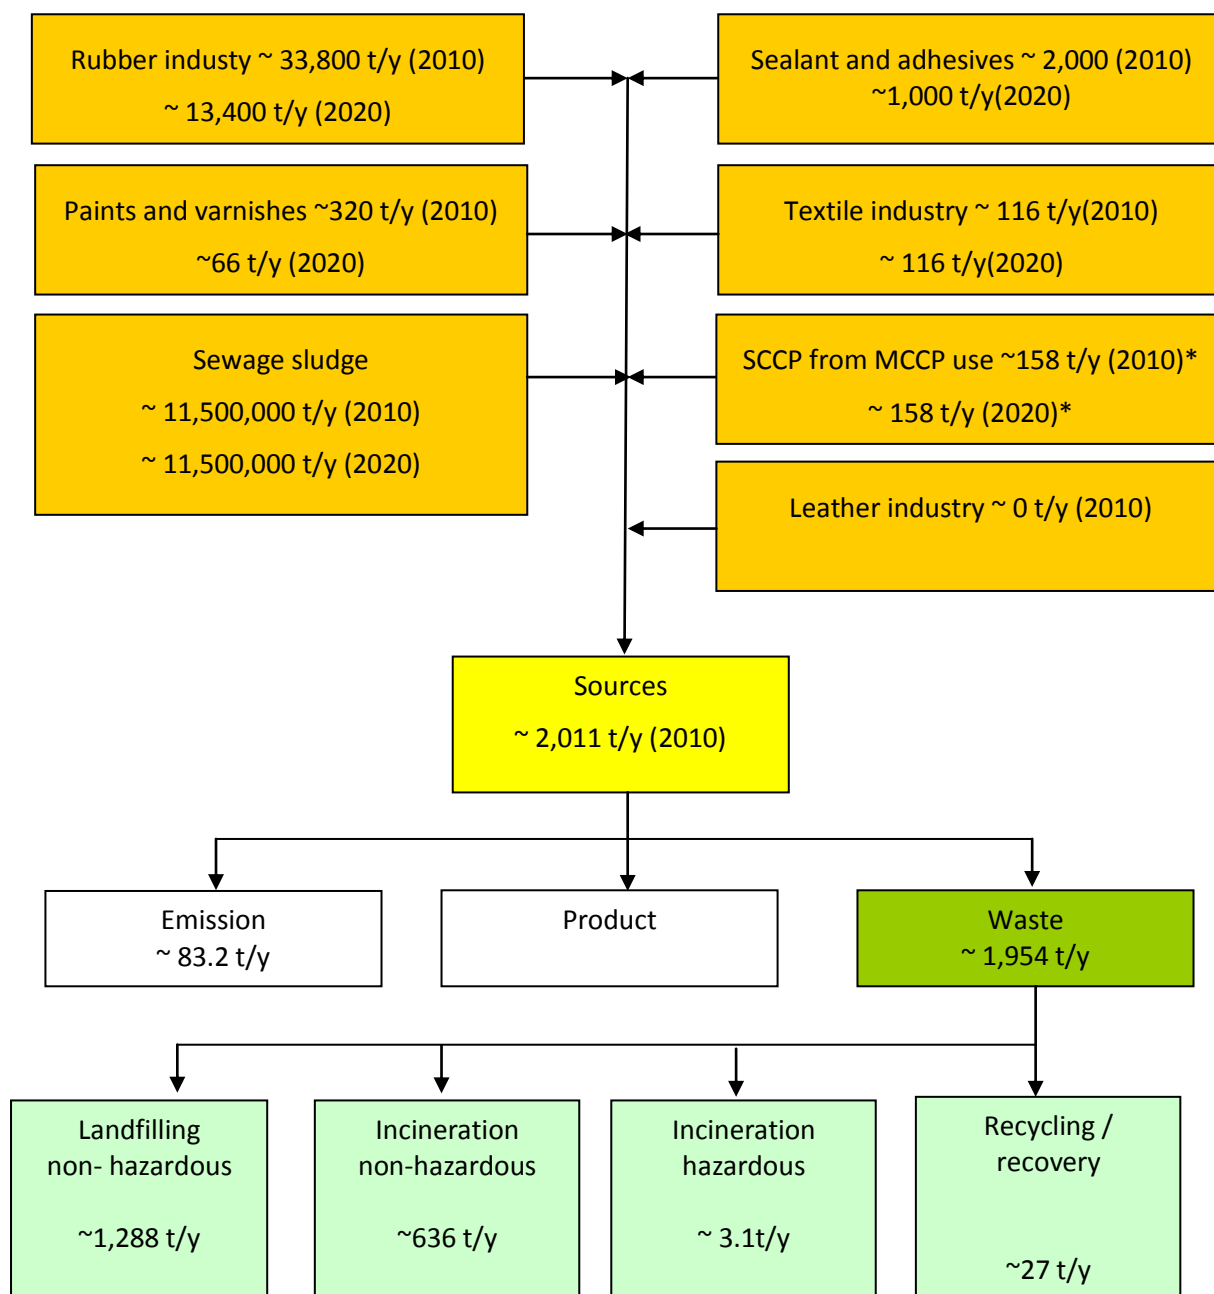 Rubber industy ~ 33,800 t/y (2010)
~ 13,400 t/y (2020)
Sealant and adhesives ~ 2,000 (2010)
~1,000 t/y(2020)
Paints and varnishes ~320 t/y (2010)
~66 t/y (2020)
Textile industry ~ 116 t/y(2010)
~ 116 t/y(2020)
Sewage sludge
~ 11,500,000 t/y (2010)
~ 11,500,000 t/y (2020)
SCCP from MCCP use ~158 t/y (2010)*
~ 158 t/y (2020)*
Leather industry ~ 0 t/y (2010)
Sources
~ 2,011 t/y (2010)
Emission
~ 83.2 t/y
Product
Waste
~ 1,954 t/y
Landfilling
non- hazardous
~1,288 t/y
Incineration
non-hazardous
~636 t/y
Incineration
hazardous
~ 3.1t/y
Recycling /
recovery
~27 t/y